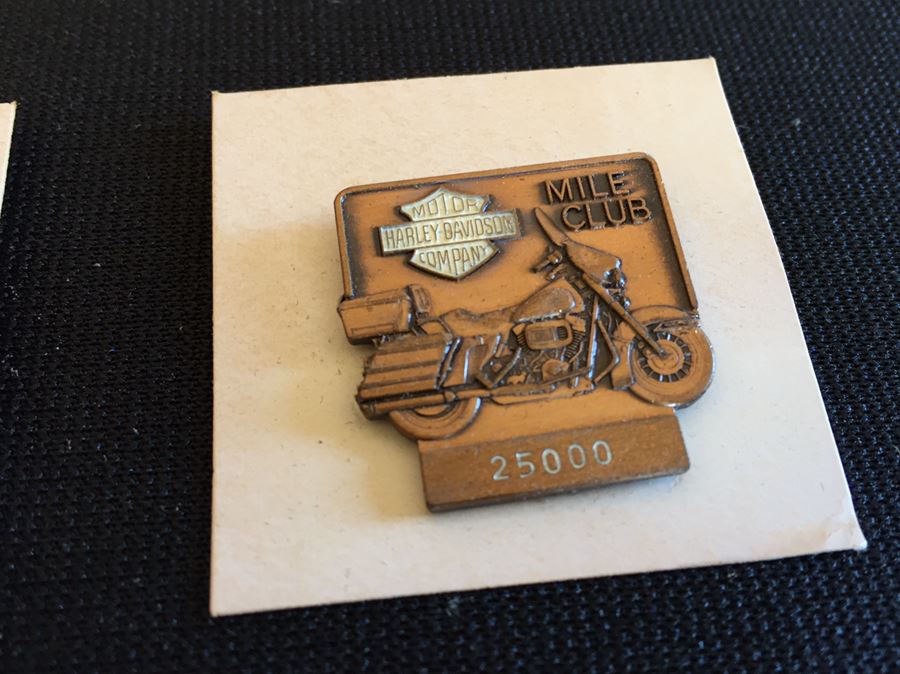 MOTOR
HARLEY-DAVIDSON
COMPANY
MILE
CLUB
25000